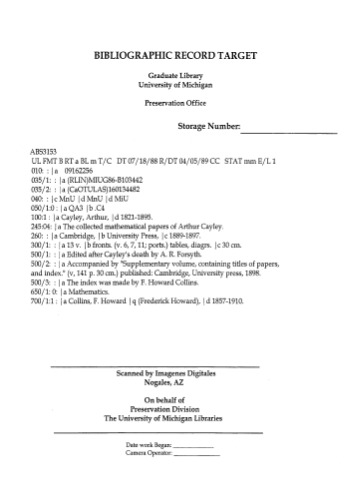 BIBLIOGRAPHIC RECORD TARGET
Graduate Library
University of Michigan
Preservation Office
Storage Number:
ABS3153
UL FMT B RT a BL m T/C DT 07/18/88 R/DT 04/05/89 CC STAT mm E/L 1
010: : |a 09162256
035/1: : |a (RLIN)MIUG86-B103442
035/2: : |a (CaOTULAS)160134482
040: : |c MnU |d MnU |d MiU
050/1:0 : |a QA3 |b .C4
100:1 : |a Cayley, Arthur, |d 1821-1895.
245:04: |a The collected mathematical papers of Arthur Cayley.
260: : |a Cambridge, |b University Press, |c 1889-1897.
300/1: : |a 13 v. |b fronts. (v. 6, 7, 11; ports.) tables, diagrs. |c 30 cm.
500/1: : |a Edited after Cayley's death by A. R. Forsyth.
500/2: : |a Accompanied by "Supplementary volume, containing titles of papers,
and index." (v, 141 p. 30 cm.) published: Cambridge, University press, 1898.
500/3: : |a The index was made by F. Howard Collins.
650/1: 0: |a Mathematics.
700/1:1 : |a Collins, F. Howard |q (Frederick Howard), |d 1857-1910.
Scanned by Imagenes Digitales
Nogales, AZ
On behalf of
Preservation Division
The University of Michigan Libraries
Date work Began:
Camera Operator: